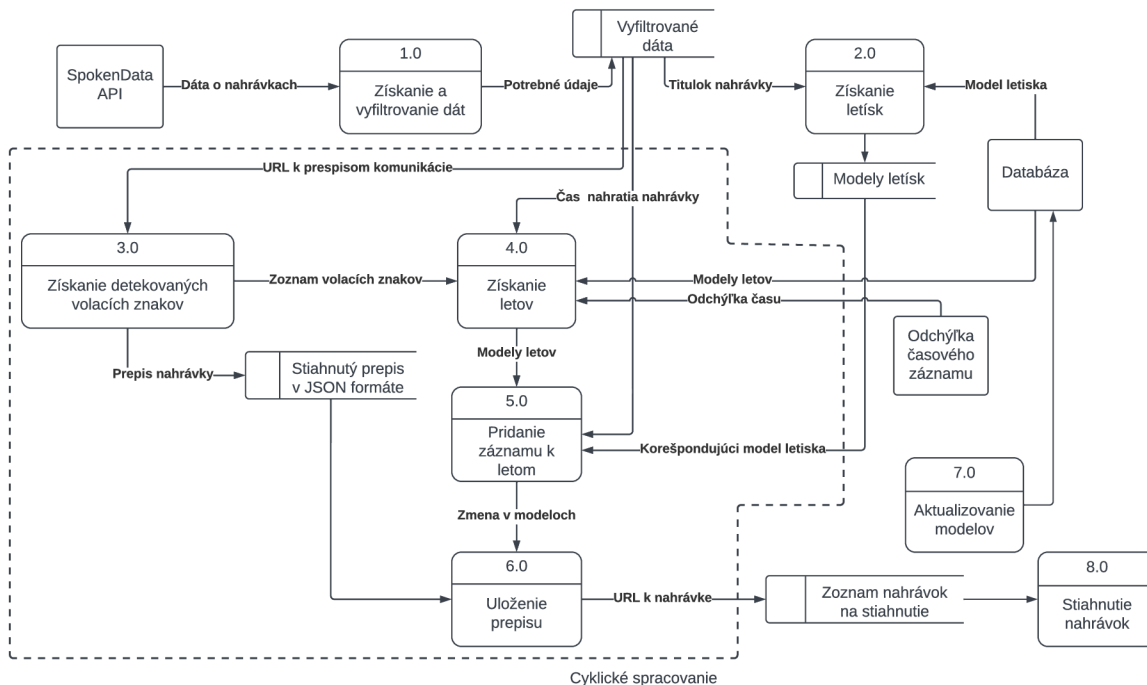 SpokenData
API
Dáta o nahrávkach
1.0
Získanie a
vyfiltrovanie dát
Potrebné údaje
Vyfiltrované
dáta
Titulok nahrávky
2.0
Získanie
letísk
Model letiska
Databáza
Modely letísk
URL k prespisom komunikácie
Čas  nahratia nahrávky
3.0
Získanie detekovaných
volacích znakov
Zoznam volacích znakov
4.0
Získanie
letov
Modely letov
Odchýľka času
Odchýľka
časového
záznamu
Prepis nahrávky
Stiahnutý prepis
v JSON formáte
Modely letov
5.0
Pridanie
záznamu k
letom
Korešpondujúci model letiska
7.0
Aktualizovanie
modelov
Zmena v modeloch
6.0
Uloženie
prepisu
URL k nahrávke
Zoznam nahrávok
na stiahnutie
8.0
Stiahnutie
nahrávok
Cyklické spracovanie